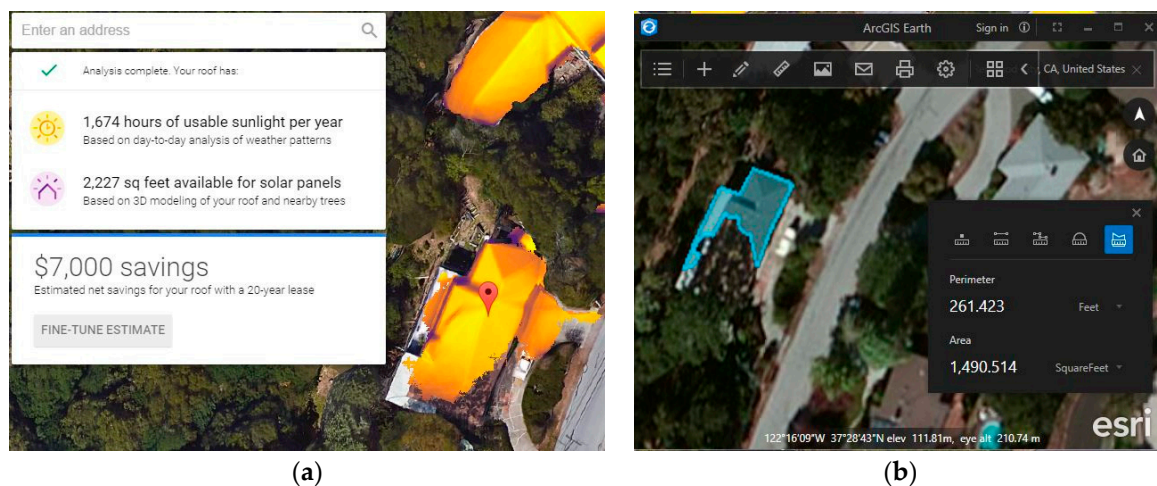 Enter an address
Analysis complete. Your roof has:
1,674 hours of usable sunlight per year
Based on day-to-day analysis of weather patterns
2,227 sq feet available for solar panels
Based on 3D modeling of your roof and nearby trees
$7,000 savings
Estimated net savings for your roof with a 20-year lease
FINE-TUNE ESTIMATE
(a)
ArcGIS Earth
Sign in
CA, United States
Perimeter
261.423 Feet
Area
1,490.514 SquareFeet
esri
122°16'09"W 37°28'43"N elev 111.81m, eye alt 210.74 m
(b)